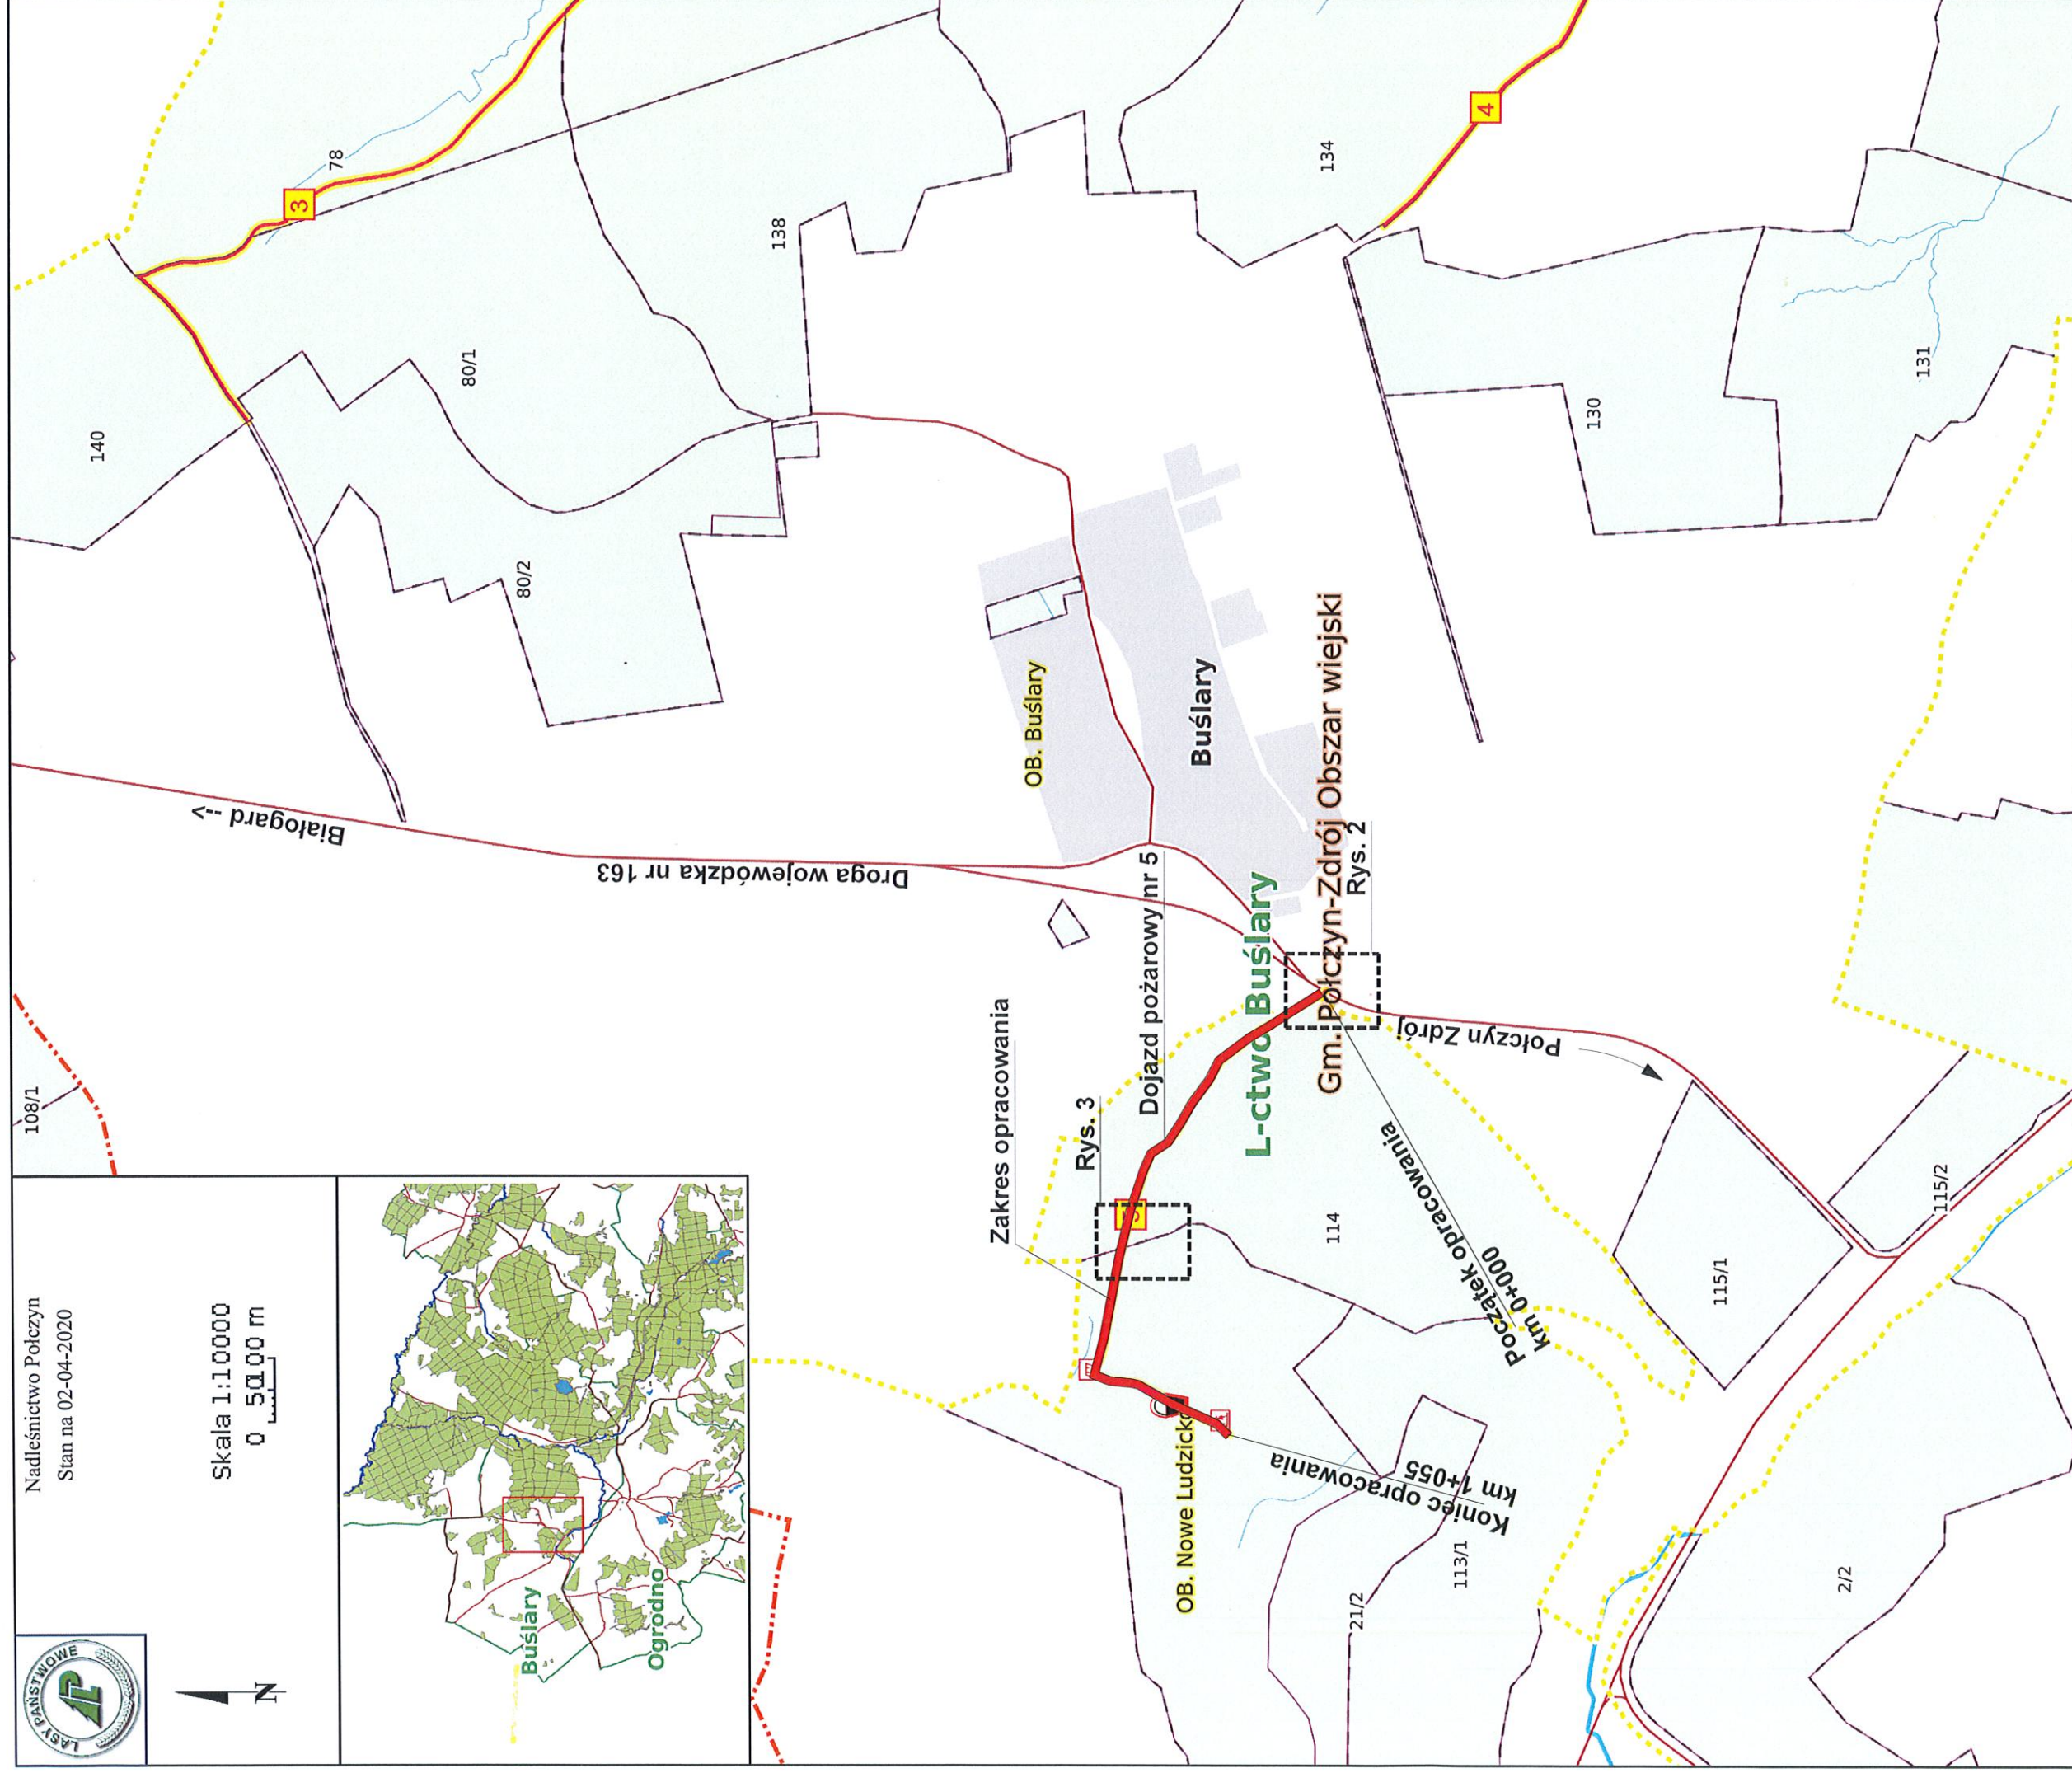 LASY PAŃSTWOWE
LP
N
Nadleśnictwo Połczyn
Stan na 02-04-2020
Skala 1:10000
0 50 100 m
Buślary
Ogrodno
108/1
140
3
78
80/1
80/2
138
134
4
130
131
Białogard -->
Droga wojewódzka nr 163
OB. Buślary
Buślary
Gm. Połczyn-Zdrój Obszar wiejski
L-ctwo Buślary
Rys. 2
Dojazd pożarowy nr 5
Zakres opracowania
Rys. 3
5
Połczyn Zdrój
Początek opracowania
km 0+000
114
115/1
115/2
OB. Nowe Ludzicko
Koniec opracowania
km 1+055
113/1
21/2
2/2